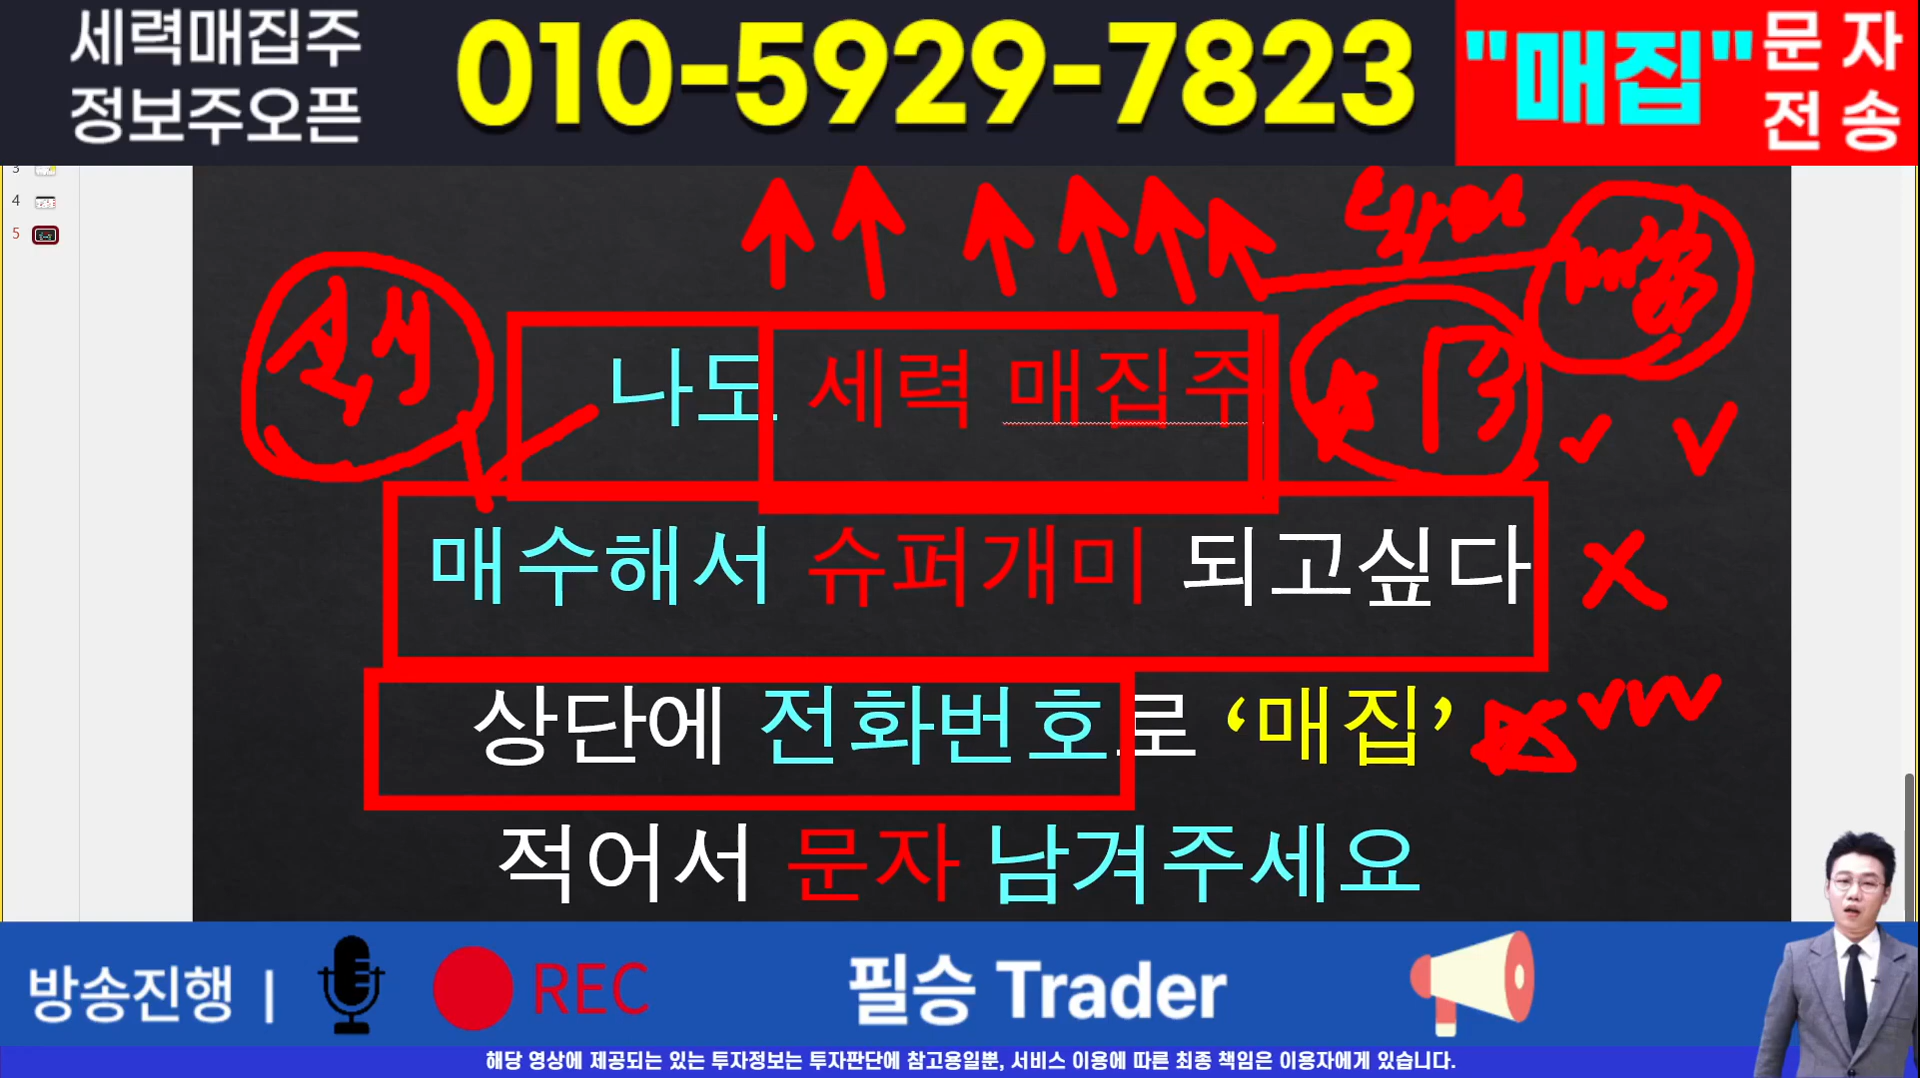 세력매집주
정보주오픈
010-5929-7823
"매집"
문자
전송
3
4
5
나도 세력 매집주
매수해서 슈퍼개미 되고싶다
상단에 전화번호로 ‘매집’
적어서 문자 남겨주세요
방송진행 |
REC
필승 Trader
해당 영상에 제공되는 있는 투자정보는 투자판단에 참고용일뿐, 서비스 이용에 따른 최종 책임은 이용자에게 있습니다.